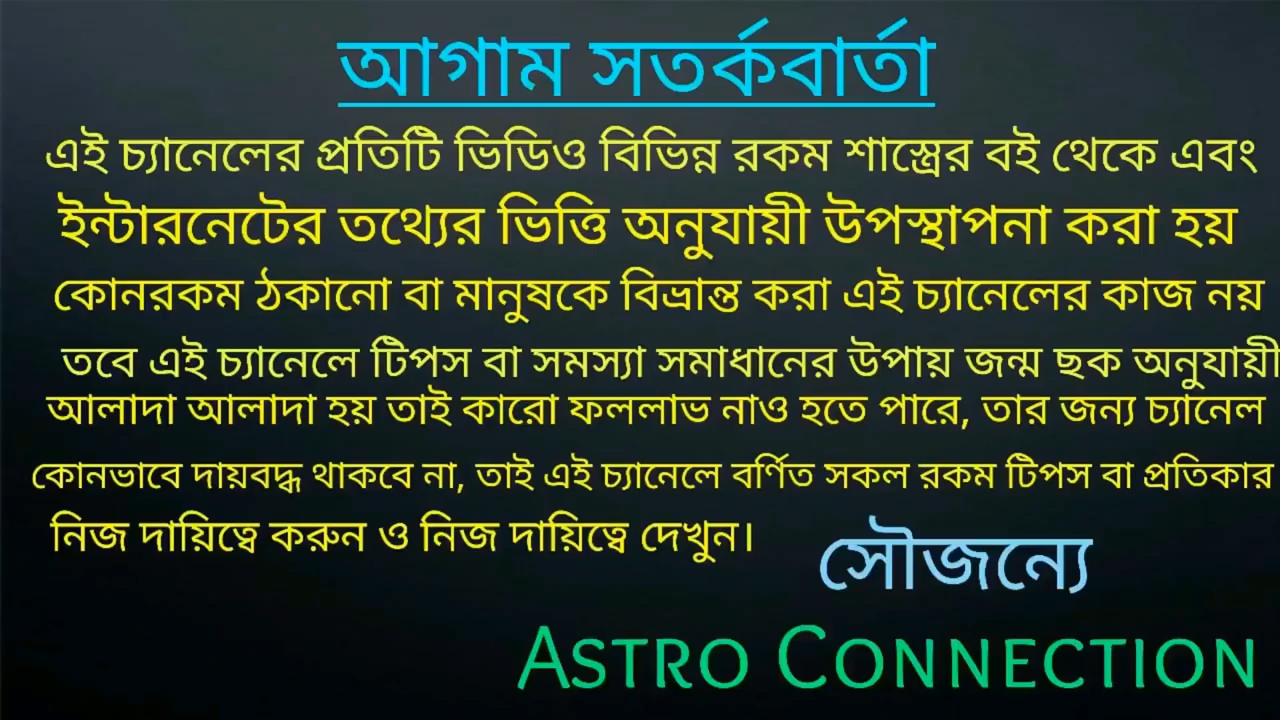 আগাম সতর্কবার্তা
এই চ্যানেলের প্রতিটি ভিডিও বিভিন্ন রকম শাস্ত্রের বই থেকে এবং
ইন্টারনেটের তথ্যের ভিত্তি অনুযায়ী উপস্থাপনা করা হয়
কোনরকম ঠকানো বা মানুষকে বিভ্রান্ত করা এই চ্যানেলের কাজ নয়
তবে এই চ্যানেলে টিপস বা সমস্যা সমাধানের উপায় জন্ম ছক অনুযায়ী
আলাদা আলাদা হয় তাই কারো ফললাভ নাও হতে পারে, তার জন্য চ্যানেল
কোনভাবে দায়বদ্ধ থাকবে না, তাই এই চ্যানেলে বর্ণিত সকল রকম টিপস বা প্রতিকার
নিজ দায়িত্বে করুন ও নিজ দায়িত্বে দেখুন।
সৌজন্যে
ASTRO CONNECTION